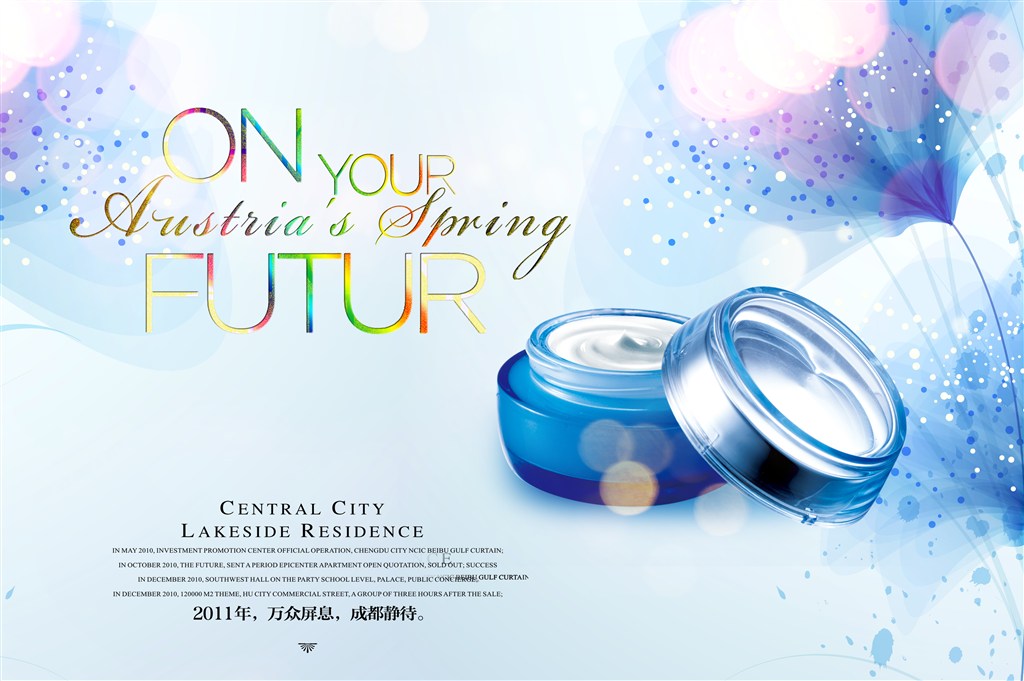 ON YOUR
Austria's Spring
FUTUR
CENTRAL CITY
LAKESIDE RESIDENCE
IN MAY 2010, INVESTMENT PROMOTION CENTER OFFICIAL OPERATION, CHENGDU CITY NCIC BEIBU GULF CURTAIN;
IN OCTOBER 2010, THE FUTURE, SENT A PERIOD EPICENTER APARTMENT OPEN QUOTATION, SOLD OUT; SUCCESS
IN DECEMBER 2010, SOUTHWEST HALL ON THE PARTY SCHOOL LEVEL, PALACE, PUBLIC CONCIERGE,
BEIBU GULF CURTAIN
IN DECEMBER 2010, 120000 M2 THEME, HU CITY COMMERCIAL STREET, A GROUP OF THREE HOURS AFTER THE SALE;
2011年，万众屏息，成都静待。